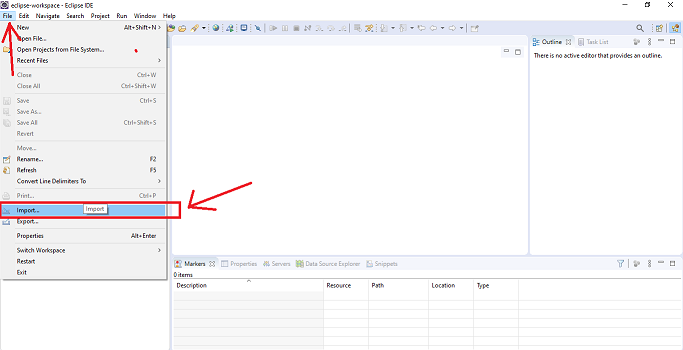 eclipse-workspace - Eclipse IDE
File Edit Navigate Search Project Run Window Help
New Alt+Shift+N >
Open File...
Open Projects from File System...
Recent Files >
Close Ctrl+W
Close All Ctrl+Shift+W
Save Ctrl+S
Save As...
Save All Ctrl+Shift+S
Revert
Move...
Rename... F2
Refresh F5
Convert Line Delimiters To >
Print... Ctrl+P
Import... Import
Export...
Properties Alt+Enter
Switch Workspace >
Restart
Exit
Outline Task List
There is no active editor that provides an outline.
Markers Properties Servers Data Source Explorer Snippets
0 items
Description Resource Path Location Type